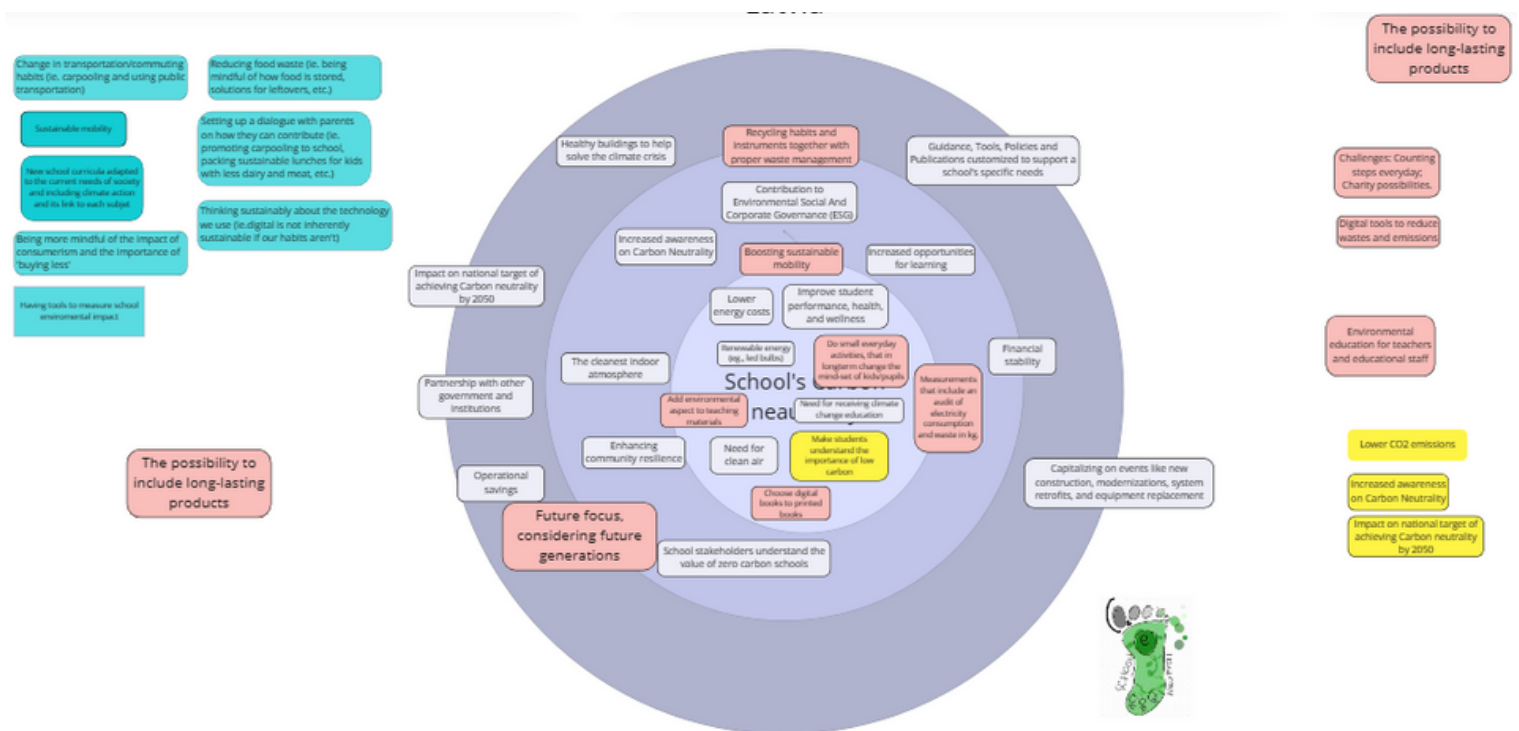 The possibility to
include long-lasting
products
Change in transportation/commuting
habits (ie. carpooling and using public
transportation)
Reducing food waste (ie. being
mindful of how food is stored,
solutions for leftovers, etc.)
Sustainable mobility
Setting up a dialogue with parents
on how they can contribute (ie.
promoting carpooling to school,
packing sustainable lunches for kids
with less dairy and meat, etc.)
New school curricula adapted
to the current needs of society
and including climate action
and its link to each subjet
Thinking sustainably about the technology
we use (ie.digital is not inherently
sustainable if our habits aren't)
Being more mindful of the impact of
consumerism and the importance of
'buying less'
Having tools to measure school
enviromental impact
Healthy buildings to help
solve the climate crisis
Recycling habits and
instruments together with
proper waste management
Guidance, Tools, Policies and
Publications customized to support a
school's specific needs
Contribution to
Environmental Social And
Corporate Governance (ESG)
Increased awareness
on Carbon Neutrality
Boosting sustainable
mobility
Increased opportunities
for learning
Impact on national target of
achieving Carbon neutrality
by 2050
Lower
energy costs
Improve student
performance, health,
and wellness
Renewable energy
(eg., led bulbs)
Do small everyday
activities, that in
longterm change the
mind-set of kids/pupils
Financial
stability
The cleanest indoor
atmosphere
School's
Measurements
that include an
audit of
electricity
consumption
and waste in kg.
Partnership with other
government and
institutions
Add environmental
aspect to teaching
materials
Need for receiving climate
change education
Enhancing
community resilience
Need for
clean air
Make students
understand the
importance of low
carbon
Operational
savings
Choose digital
books to printed
books
Capitalizing on events like new
construction, modernizations, system
retrofits, and equipment replacement
The possibility to
include long-lasting
products
Future focus,
considering future
generations
School stakeholders understand the
value of zero carbon schools
Challenges: Counting
steps everyday;
Charity possibilities.
Digital tools to reduce
wastes and emissions
Environmental
education for teachers
and educational staff
Lower CO2 emissions
Increased awareness
on Carbon Neutrality
Impact on national target of
achieving Carbon neutrality
by 2050